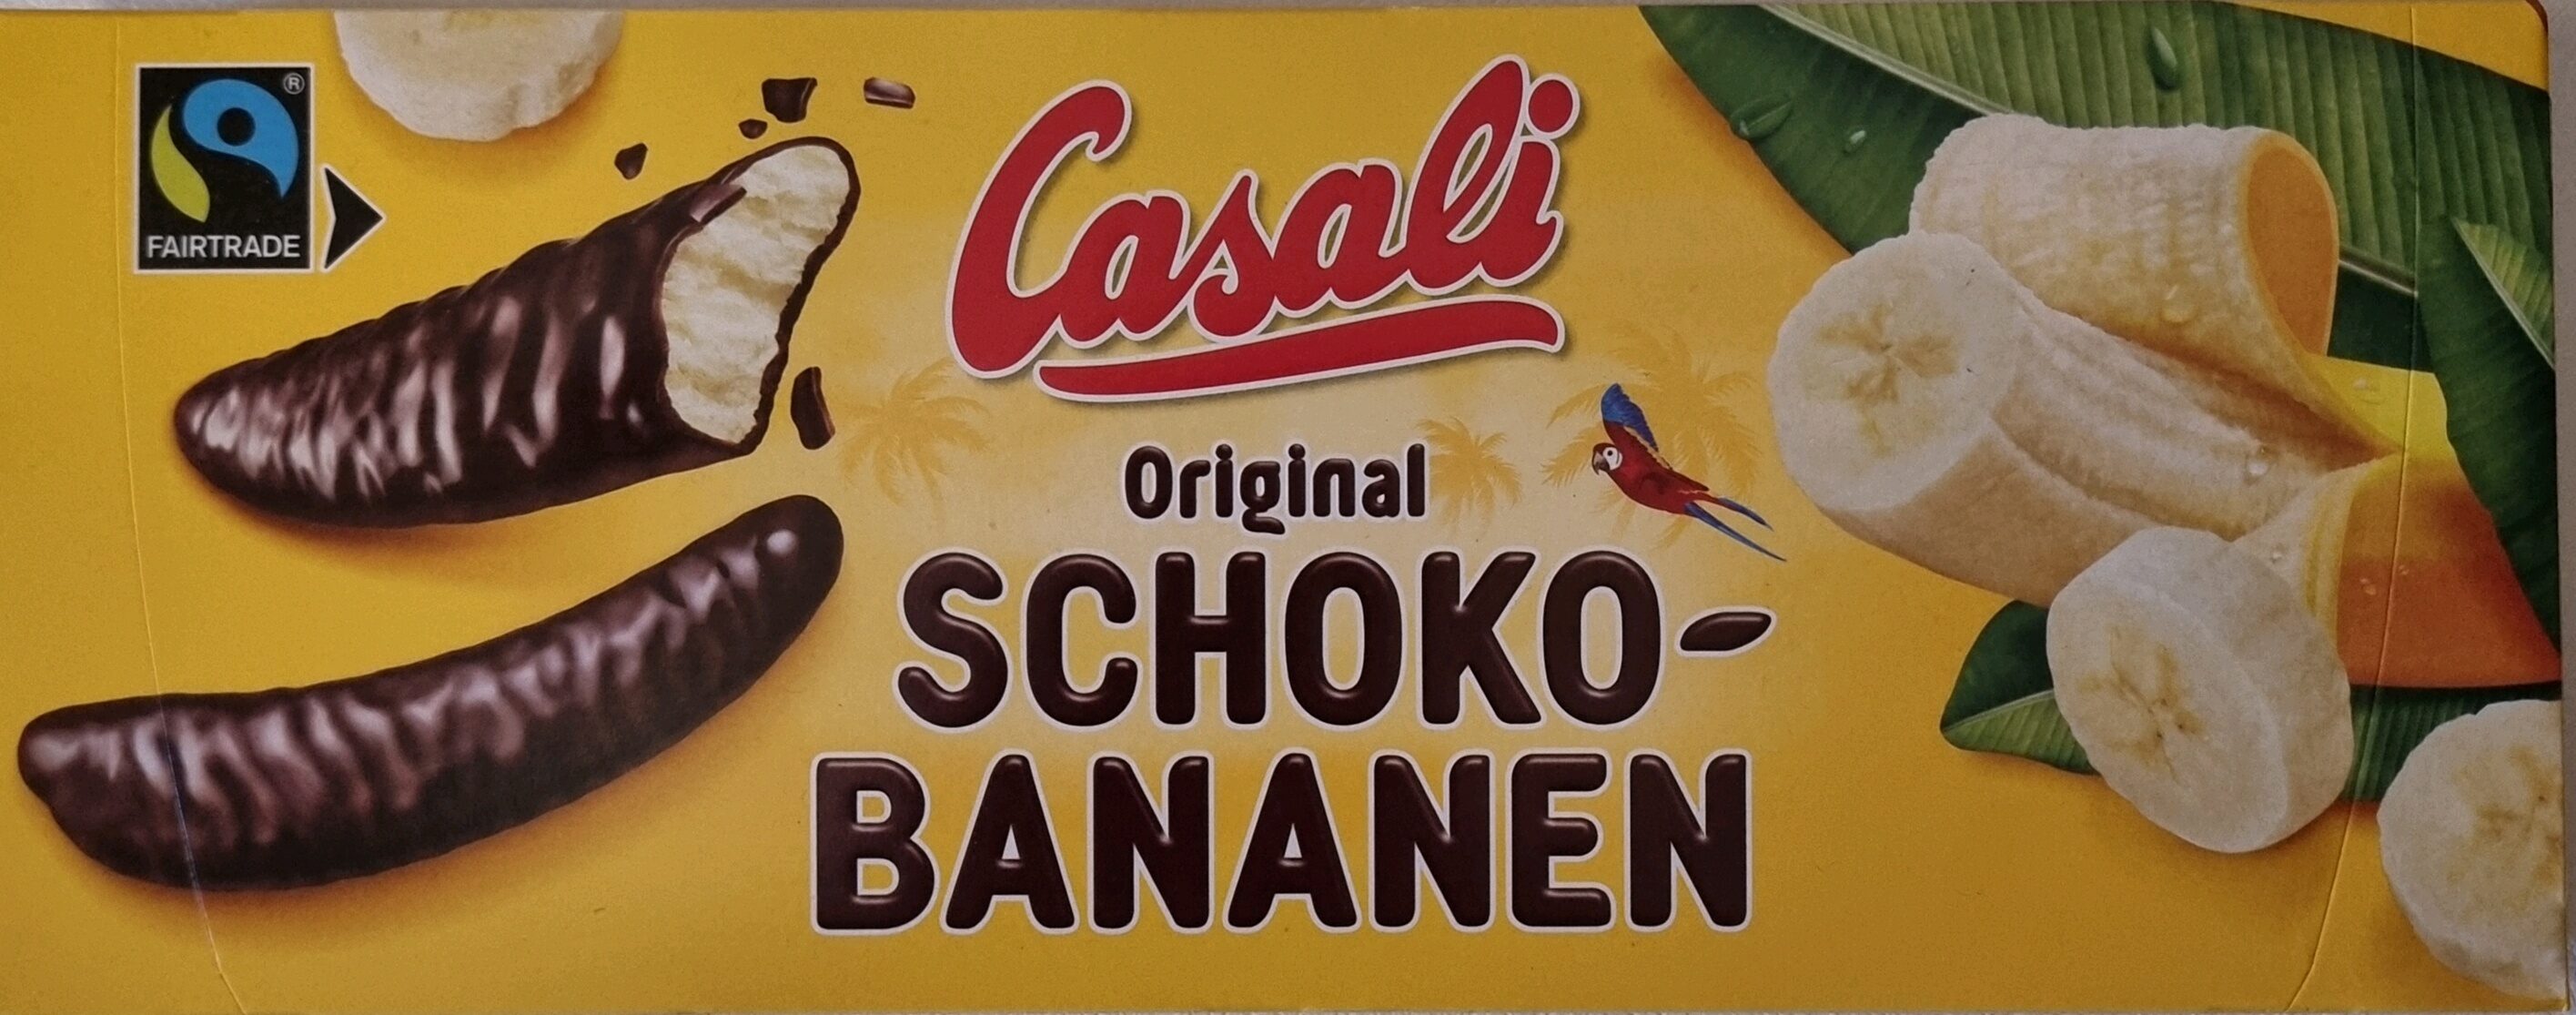 FAIRTRADE
®
Casali
Original
SCHOKO-
BANANEN